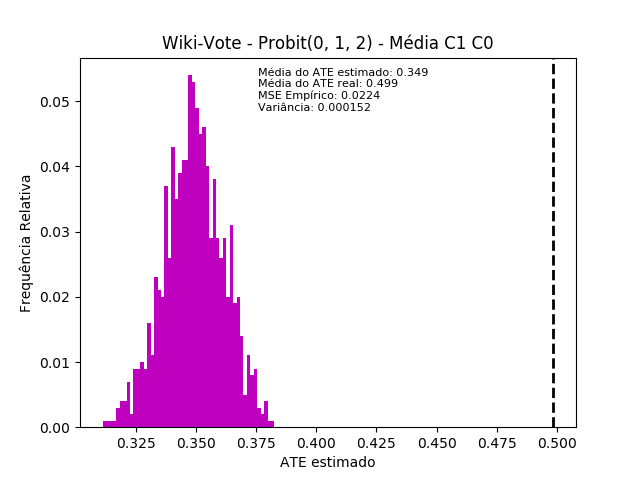 Wiki-Vote - Probit(0, 1, 2) - Média C1 C0
Média do ATE estimado: 0.349
Média do ATE real: 0.499
MSE Empírico: 0.0224
Variância: 0.000152
Frequência Relativa
0.05
0.04
0.03
0.02
0.01
0.00
0.325 0.350 0.375 0.400 0.425 0.450 0.475 0.500
ATE estimado